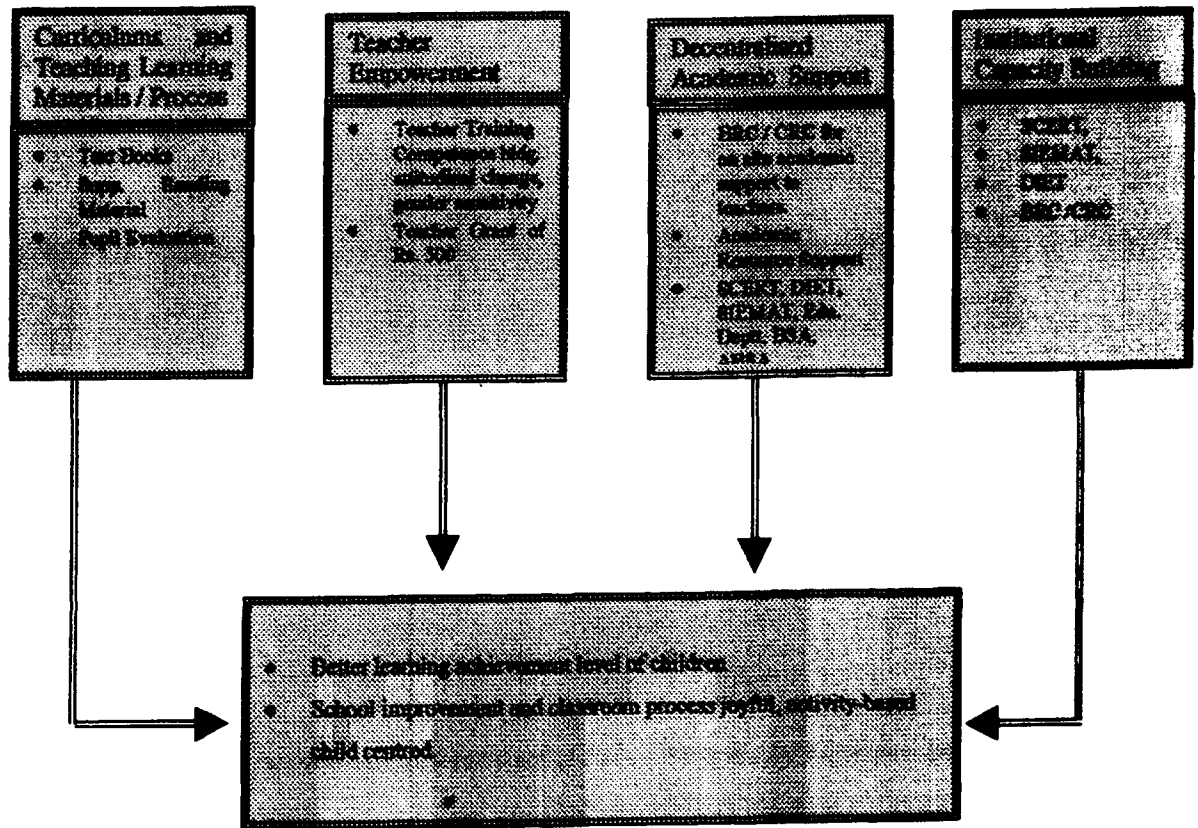 Curriculums and
Teaching Learning
Materials / Process
• Text Books
• Supp. Reading
Material
• Pupil Evaluation
Teacher
Empowerment
• Teacher Training
Competence bldg.
attitudinal change,
gender sensitivity
• Teacher Grant of
Rs. 500
Decentralised
Academic Support
• BRC / CRC for
on site academic
support to
teachers.
• Academic
Resource Support
• SCERT, DIET,
SIEMAT, Edn.
Deptt. BSA,
Institutional
Capacity Building
• SCERT,
• SIEMAT,
• DIET
• BRC/CRC
• Better learning achievement level of children
• School improvement and classroom process joyful, activity-based
child centred.
•